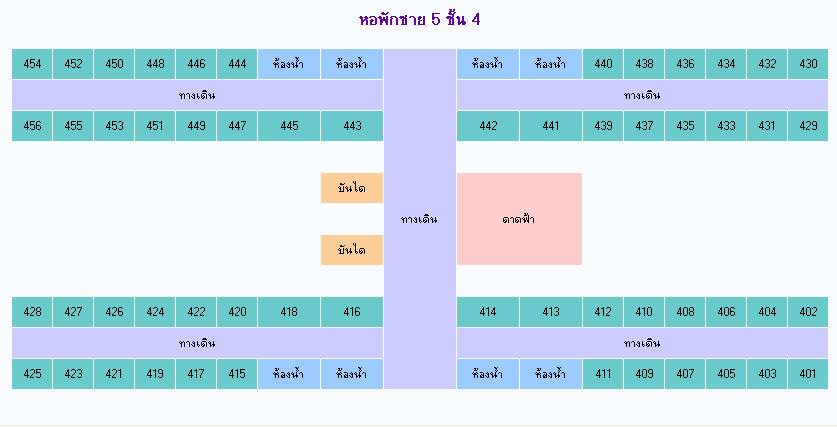 หอพักชาย 5 ชั้น 4
454 452 450 448 446 444 ห้องน้ำ ห้องน้ำ ห้องน้ำ ห้องน้ำ 440 438 436 434 432 430
ทางเดิน ทางเดิน
456 455 453 451 449 447 445 443 442 441 439 437 435 433 431 429
บันได
ทางเดิน ดาดฟ้า
บันได
428 427 426 424 422 420 418 416 414 413 412 410 408 406 404 402
ทางเดิน ทางเดิน
425 423 421 419 417 415 ห้องน้ำ ห้องน้ำ ห้องน้ำ ห้องน้ำ 411 409 407 405 403 401